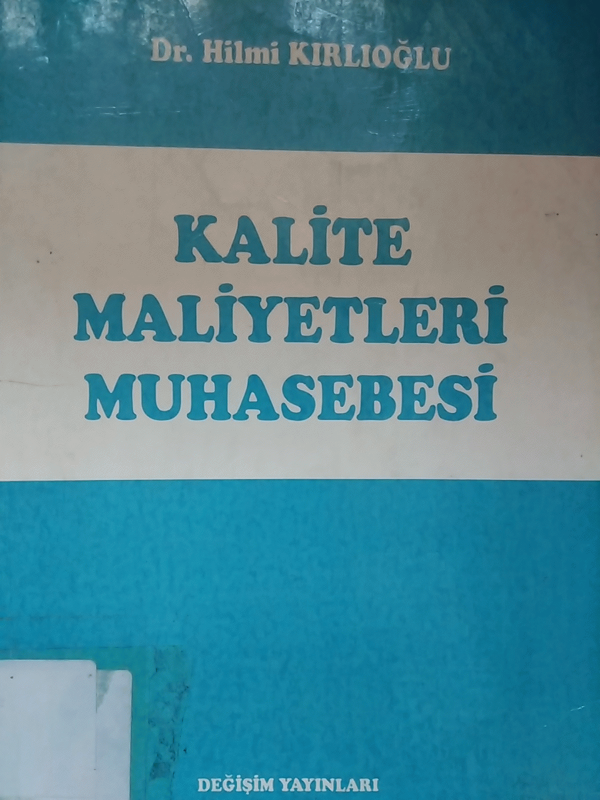 Dr. Hilmi KIRLIOĞLU
KALİTE
MALİYETLERİ
MUHASEBESİ
DEĞİŞİM YAYINLARI